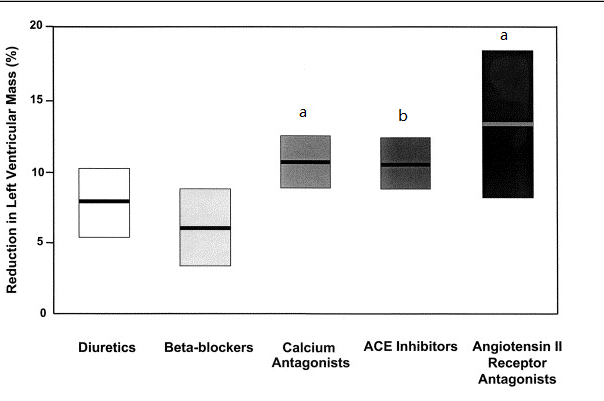 Reduction in Left Ventricular Mass (%)
20
15
10
5
0
a
b
a
Diuretics
Beta-blockers
Calcium
Antagonists
ACE Inhibitors
Angiotensin II
Receptor
Antagonists